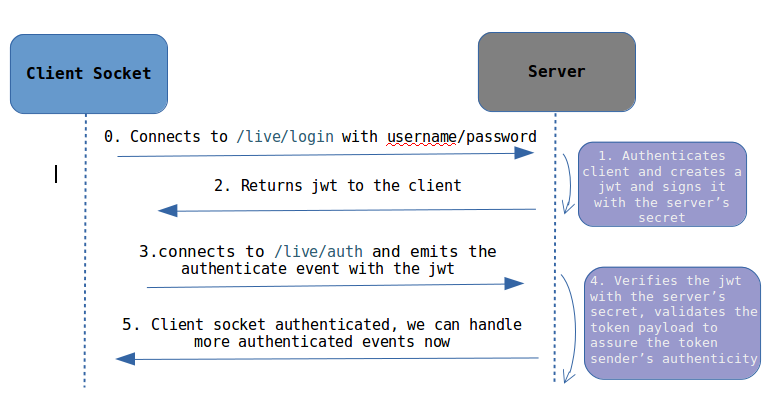 Client Socket
Server
0. Connects to /live/login with username/password
1. Authenticates
client and creates a
jwt and signs it
with the server’s
secret
2. Returns jwt to the client
3.connects to /live/auth and emits the
authenticate event with the jwt
4. Verifies the jwt
with the server’s
secret, validates the
token payload to
assure the token
sender’s authenticity
5. Client socket authenticated, we can handle
more authenticated events now